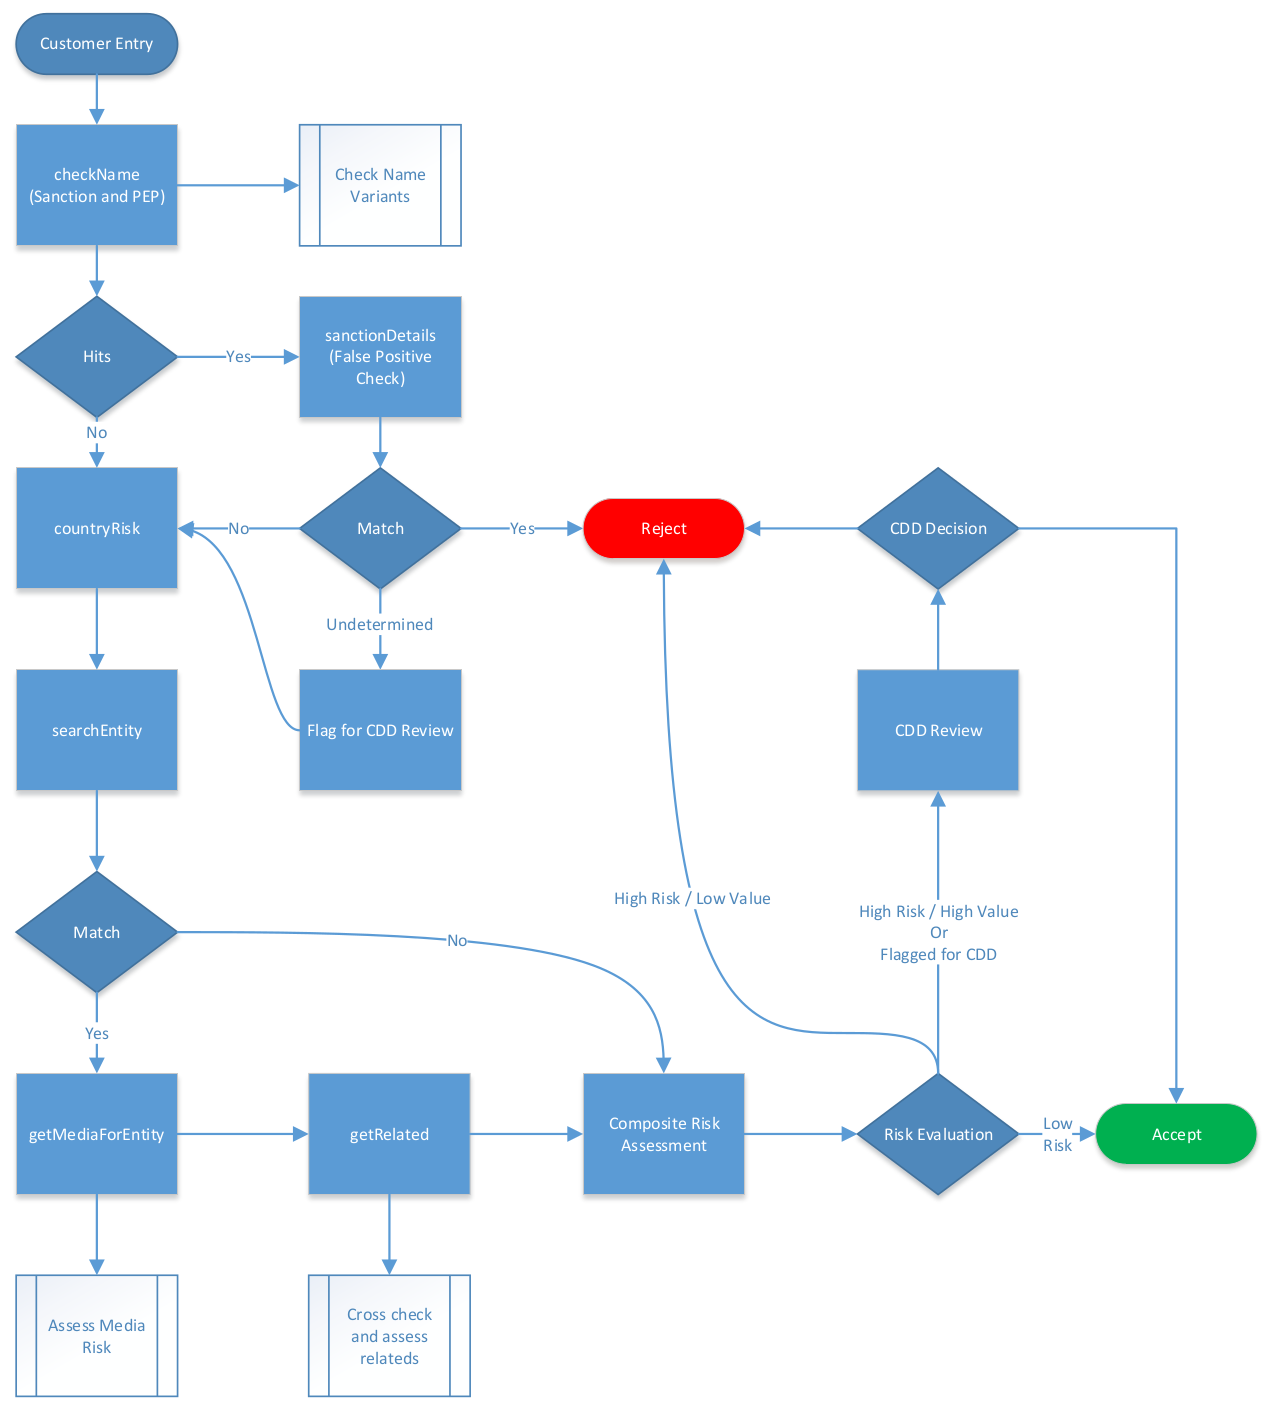 Customer Entry
checkName
(Sanction and PEP)
Check Name
Variants
Hits
Yes
sanctionDetails
(False Positive
Check)
No
countryRisk
No
Match
Yes
Reject
CDD Decision
Undetermined
searchEntity
Flag for CDD Review
CDD Review
High Risk / Low Value
High Risk / High Value
Or
Flagged for CDD
Match
No
Yes
getMediaForEntity
getRelated
Composite Risk
Assessment
Risk Evaluation
Low
Risk
Accept
Assess Media
Risk
Cross check
and assess
relateds